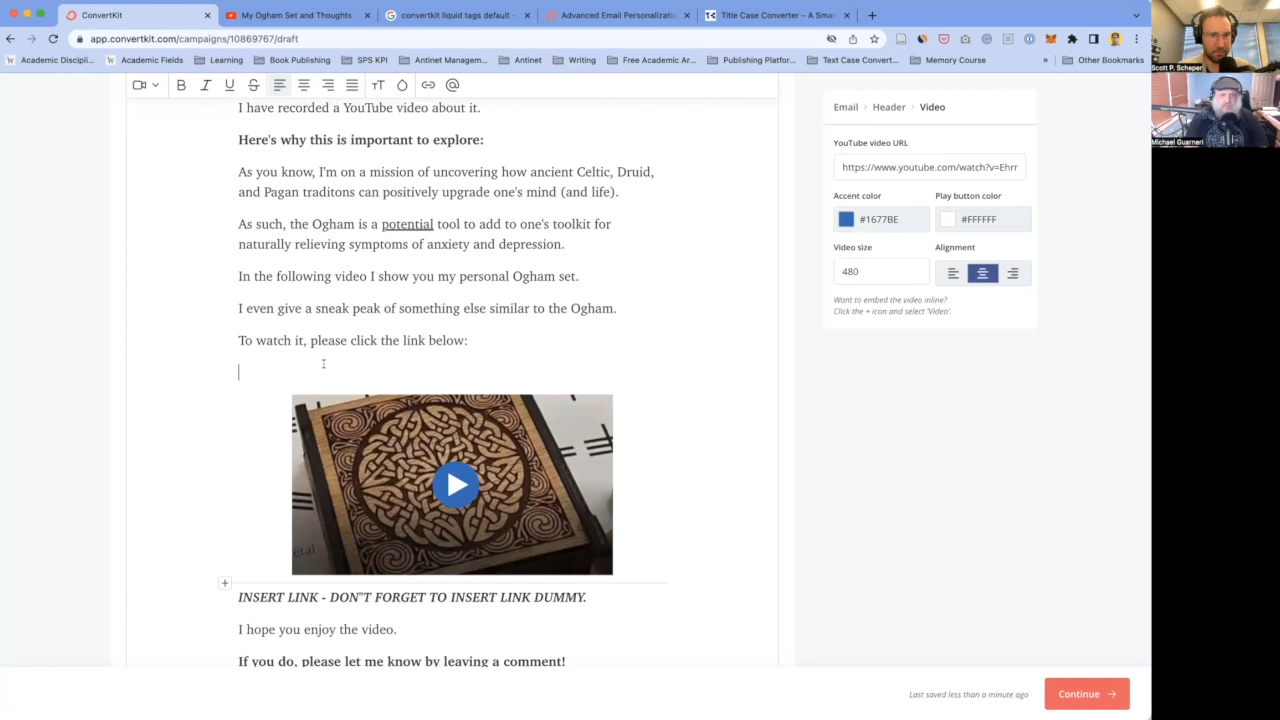 ConvertKit
My Ogham Set and Thoughts
convertkit liquid tags default -
Advanced Email Personalizatio
Title Case Converter – A Smar
app.convertkit.com/campaigns/10869767/draft
Academic Discipli...
Academic Fields
Learning
Book Publishing
SPS KPI
Antinet Managem...
Antinet
Writing
Free Academic Ar...
Publishing Platform
Text Case Convert...
Memory Course
»
Other Bookmarks
Scott P. Scheper
Michael Guarneri
I have recorded a YouTube video about it.
Here's why this is important to explore:
As you know, I'm on a mission of uncovering how ancient Celtic, Druid,
and Pagan traditons can positively upgrade one's mind (and life).
As such, the Ogham is a potential tool to add to one's toolkit for
naturally relieving symptoms of anxiety and depression.
In the following video I show you my personal Ogham set.
I even give a sneak peak of something else similar to the Ogham.
To watch it, please click the link below:
etal
INSERT LINK - DON"T FORGET TO INSERT LINK DUMMY.
I hope you enjoy the video.
If you do, please let me know by leaving a comment!
Email > Header > Video
YouTube video URL
https://www.youtube.com/watch?v=Ehrr
Accent color
Play button color
#1677BE
#FFFFFF
Video size
Alignment
480
Want to embed the video inline?
Click the + icon and select 'Video'.
Last saved less than a minute ago
Continue →